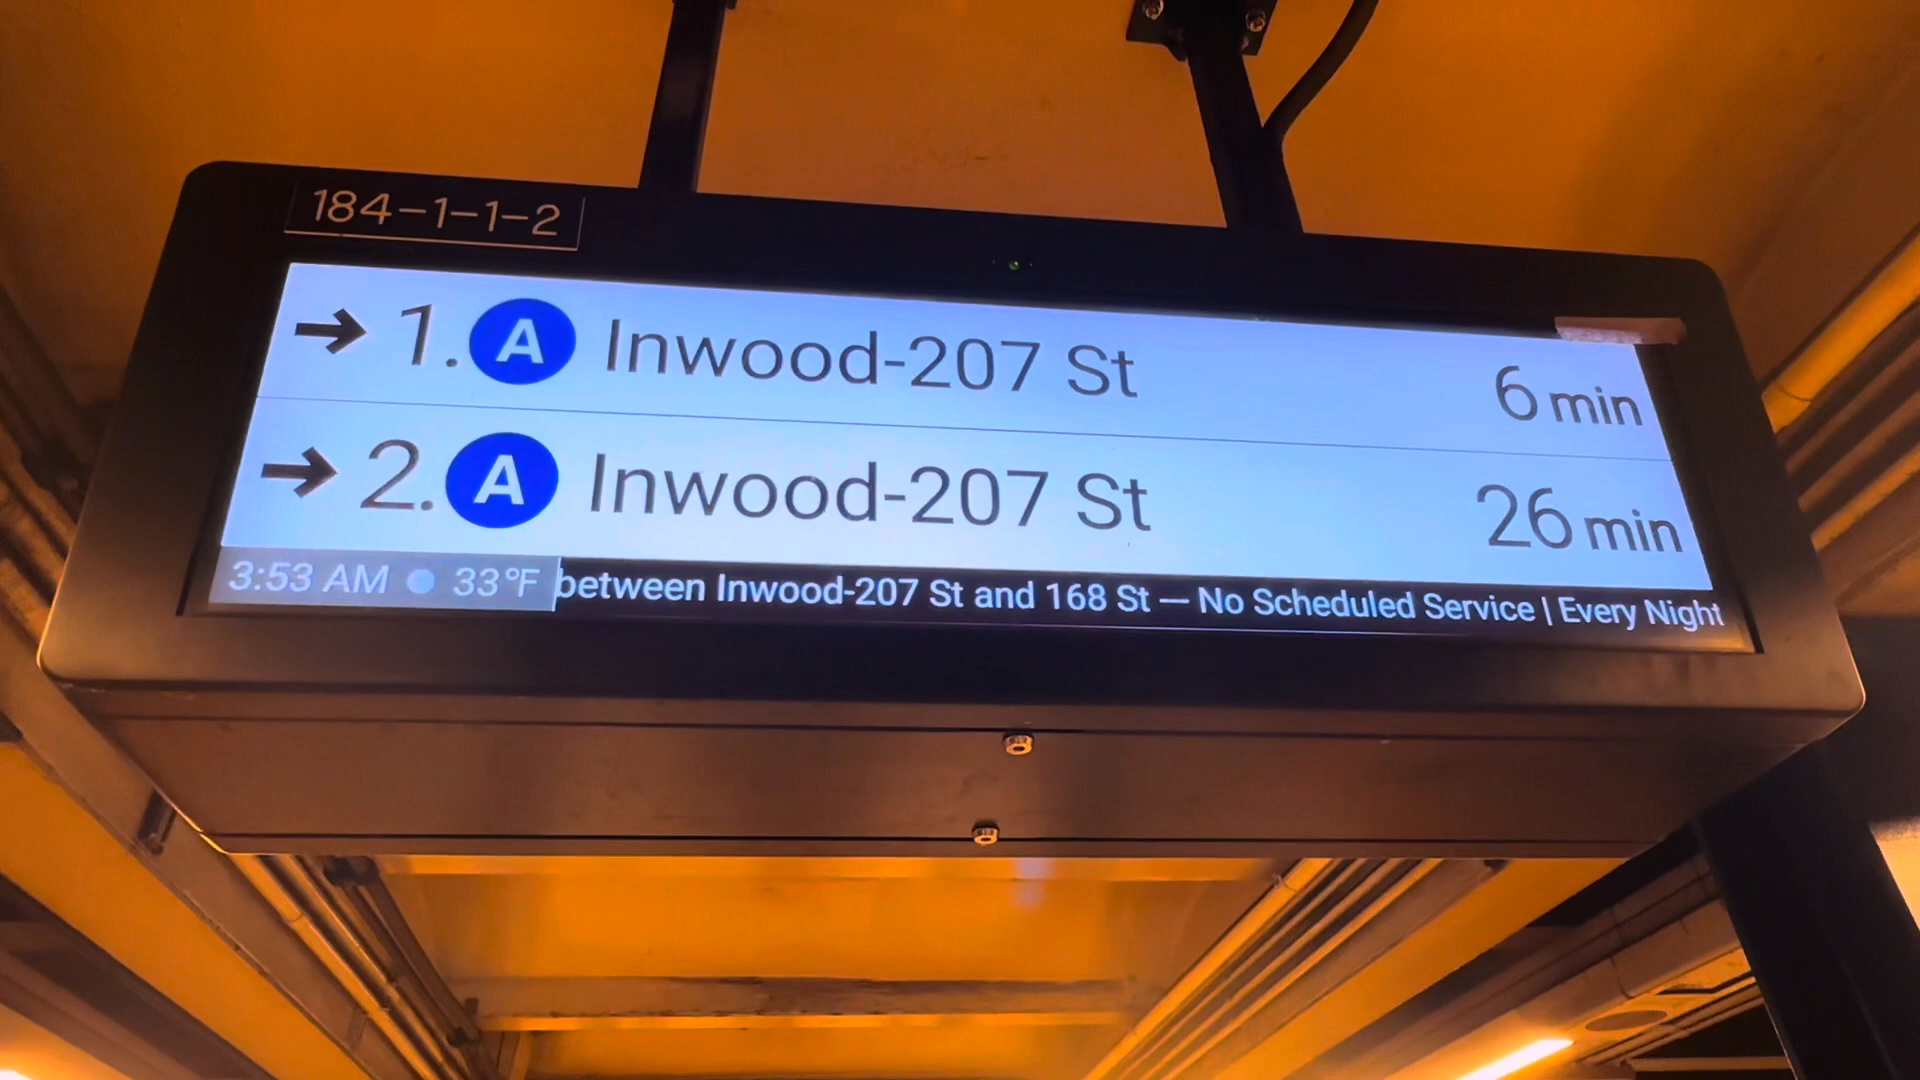 184-1-1-2
→ 1. A Inwood-207 St 6 min
→ 2. A Inwood-207 St 26 min
3:53 AM 33°F between Inwood-207 St and 168 St — No Scheduled Service | Every Night